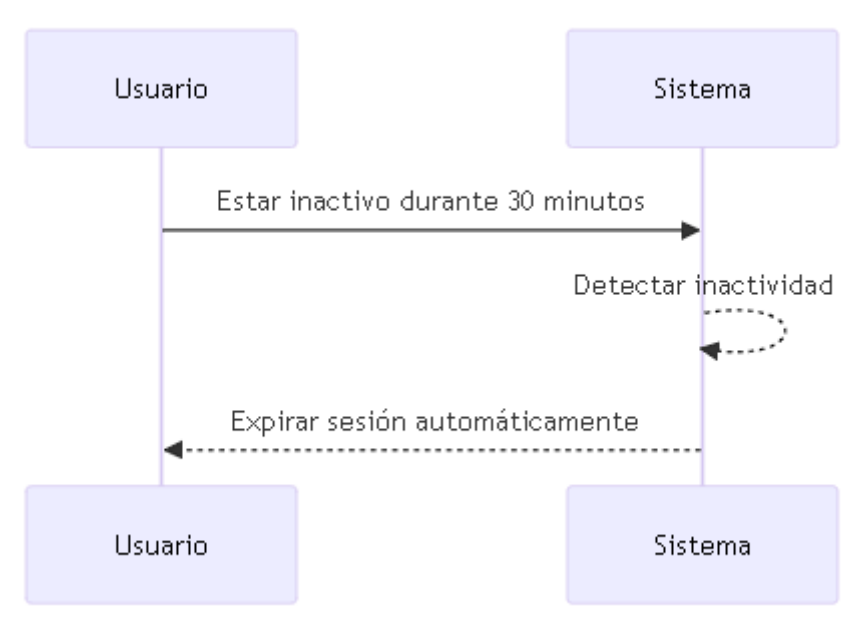 Usuario
Sistema
Estar inactivo durante 30 minutos
Detectar inactividad
Expirar sesión automáticamente
Usuario
Sistema